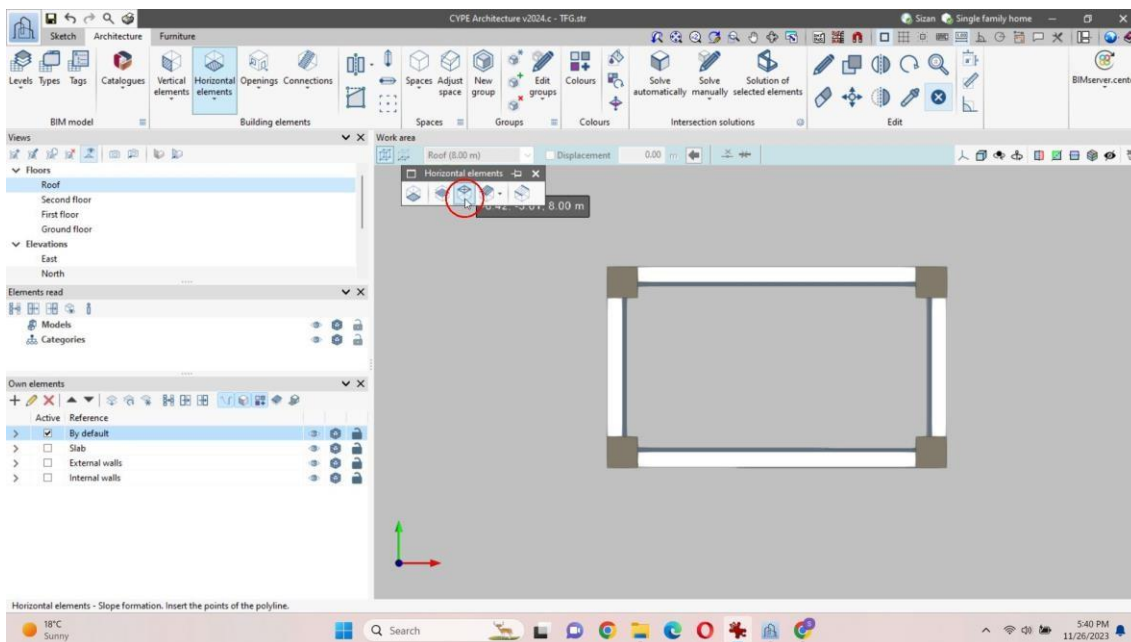 CYPE Architecture v2024.c - TFG.str
Sizan
Single family home
Sketch
Architecture
Furniture
Levels
Types
Tags
Catalogues
Vertical elements
Horizontal elements
Openings
Connections
Spaces
Adjust space
New group
Edit groups
Colours
Solve automatically
Solve manually
Solution of selected elements
BIMserver.cent
BIM model
Building elements
Spaces
Groups
Colours
Intersection solutions
Edit
Views
Work area
Roof (8.00 m)
Displacement
0.00 m
Floors
Roof
Second floor
First floor
Ground floor
Elevations
East
North
Horizontal elements
8.00 m
Elements read
Models
Categories
Own elements
Active Reference
By default
Slab
External walls
Internal walls
Horizontal elements - Slope formation. Insert the points of the polyline.
18°C
Sunny
Search
5:40 PM
11/26/2023